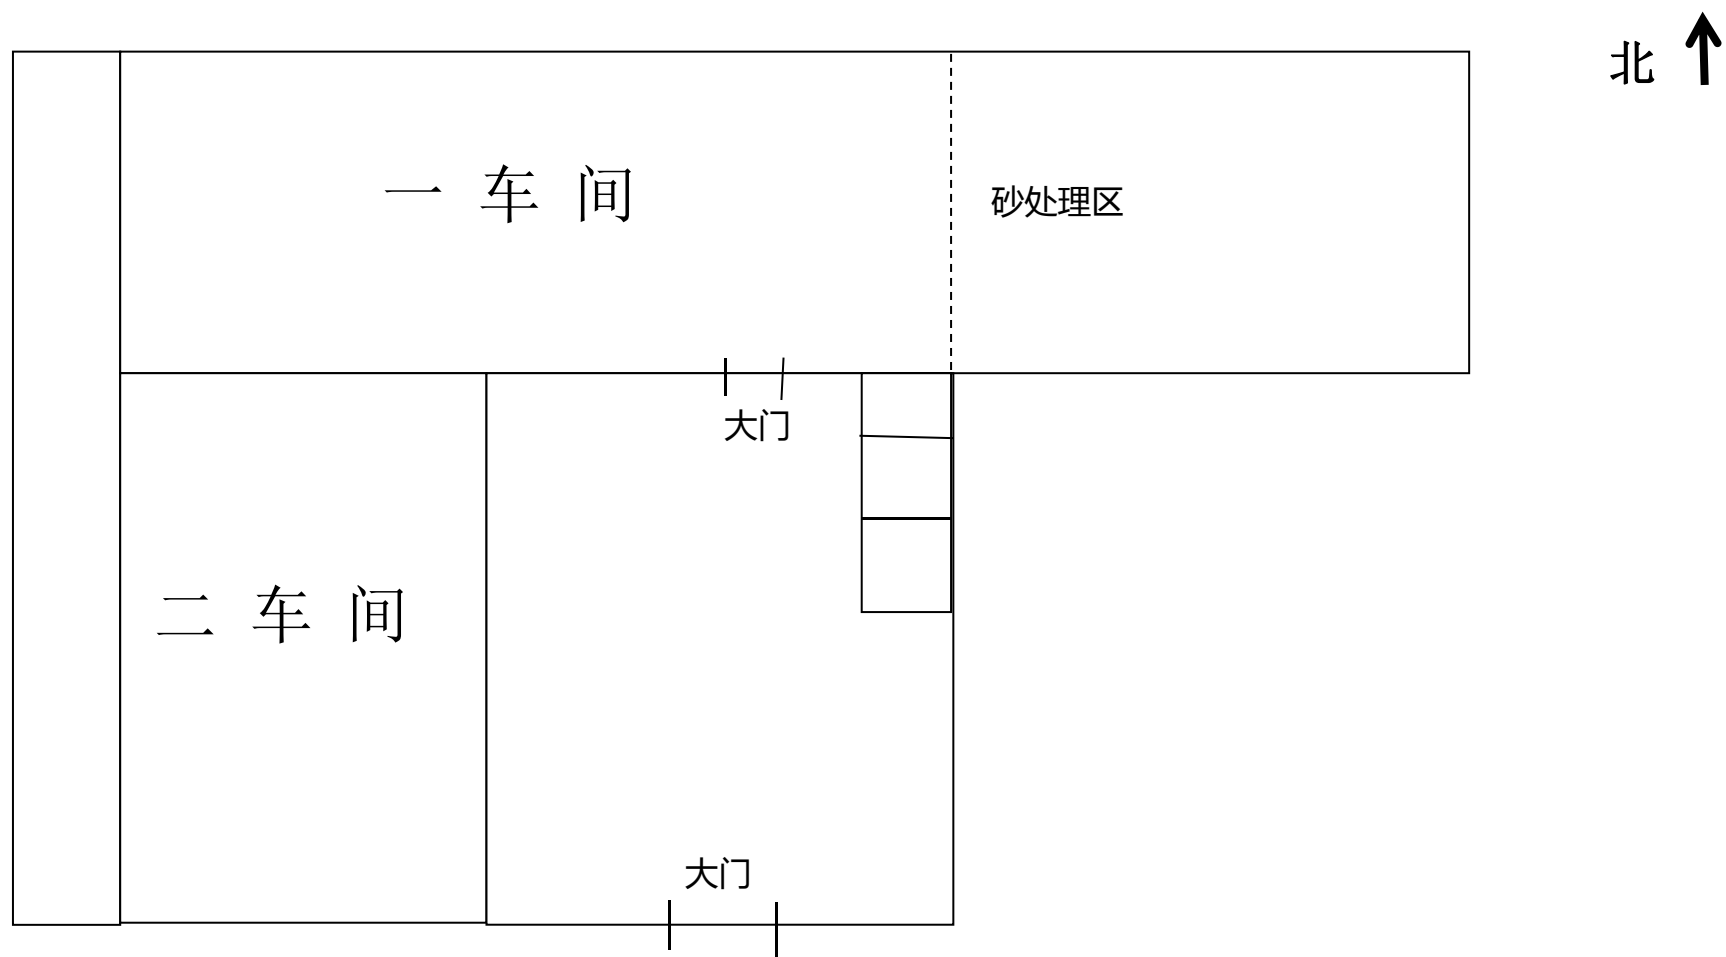 北
一 车 间
砂处理区
大门
二 车 间
大门